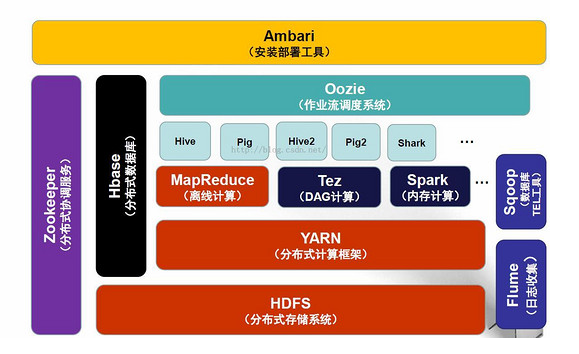 Ambari
（安装部署工具）
Oozie
（作业流调度系统）
Hive
Pig
Hive2
Pig2
Shark
...
http://blog.csdn.net/
MapReduce
（离线计算）
Tez
（DAG计算）
Spark
（内存计算）
...
YARN
（分布式计算框架）
HDFS
（分布式存储系统）
Zookeeper
（分布式协调服务）
Hbase
（分布式数据库）
Sqoop
（数据库
TEL工具）
Flume
（日志收集）